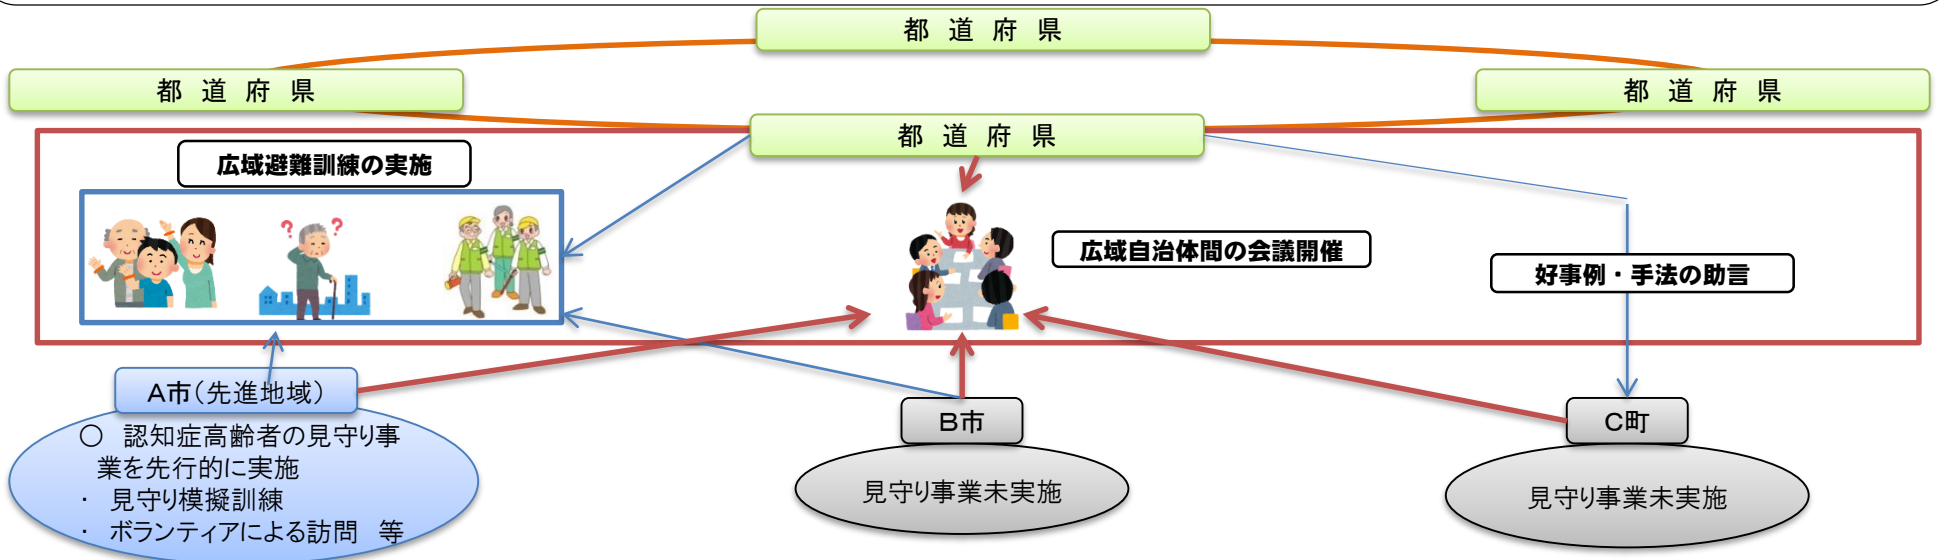 都道府県
都道府県
都道府県
都道府県
広域避難訓練の実施
? ?
広域自治体間の会議開催
好事例・手法の助言
A市(先進地域)
○ 認知症高齢者の見守り事
業を先行的に実施
・ 見守り模擬訓練
・ ボランティアによる訪問 等
B市
見守り事業未実施
C町
見守り事業未実施